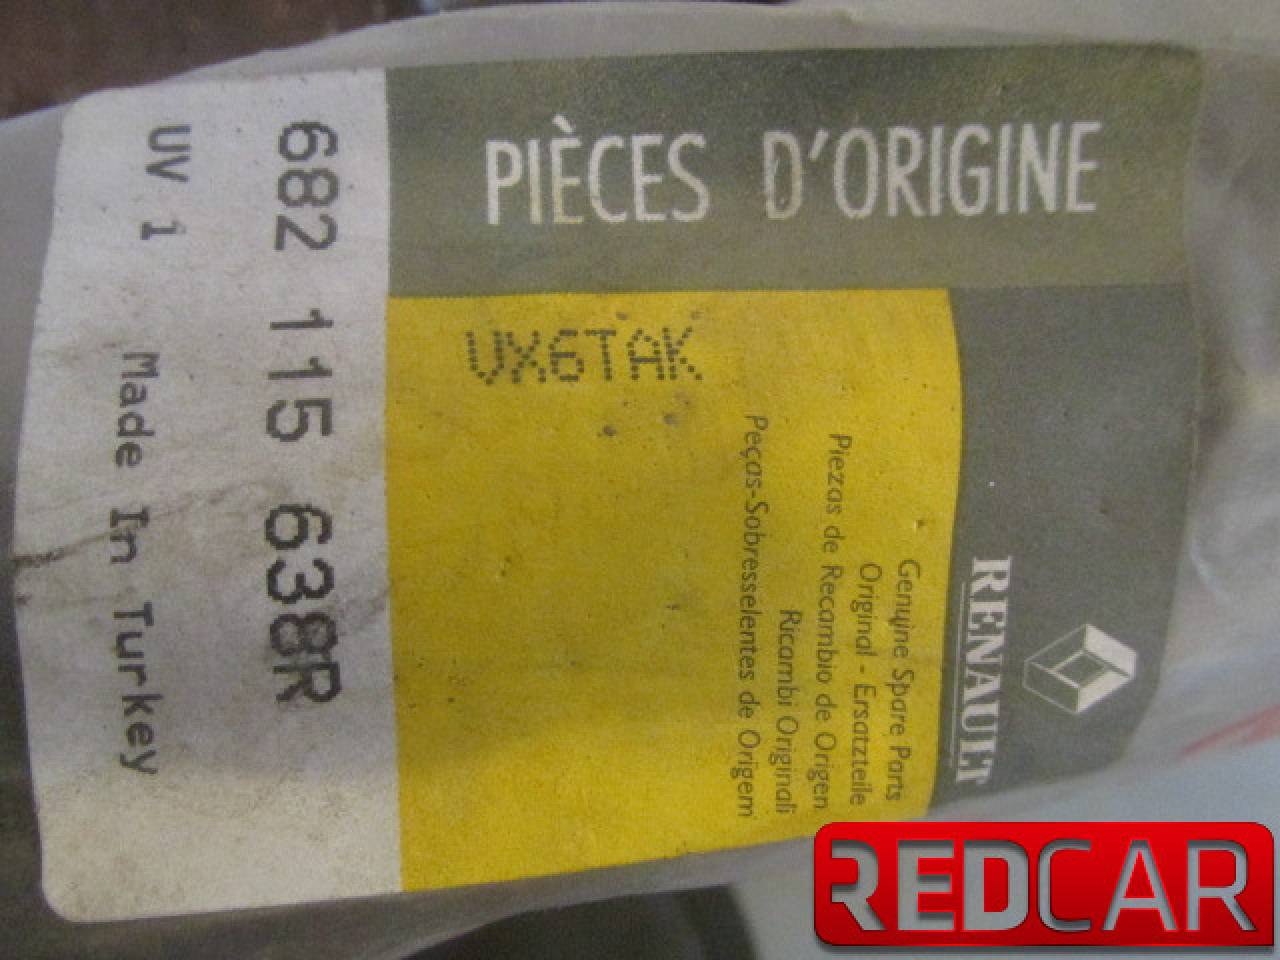 PIÈCES D'ORIGINE
VX6TAK
RENAULT
Genuine Spare Parts
Original - Ersatzteile
Piezas de Recambio de Origen
Ricambi Originali
Peças-Sobresselentes de Origem
682 115 638R
UV 1 Made In Turkey
REDCAR